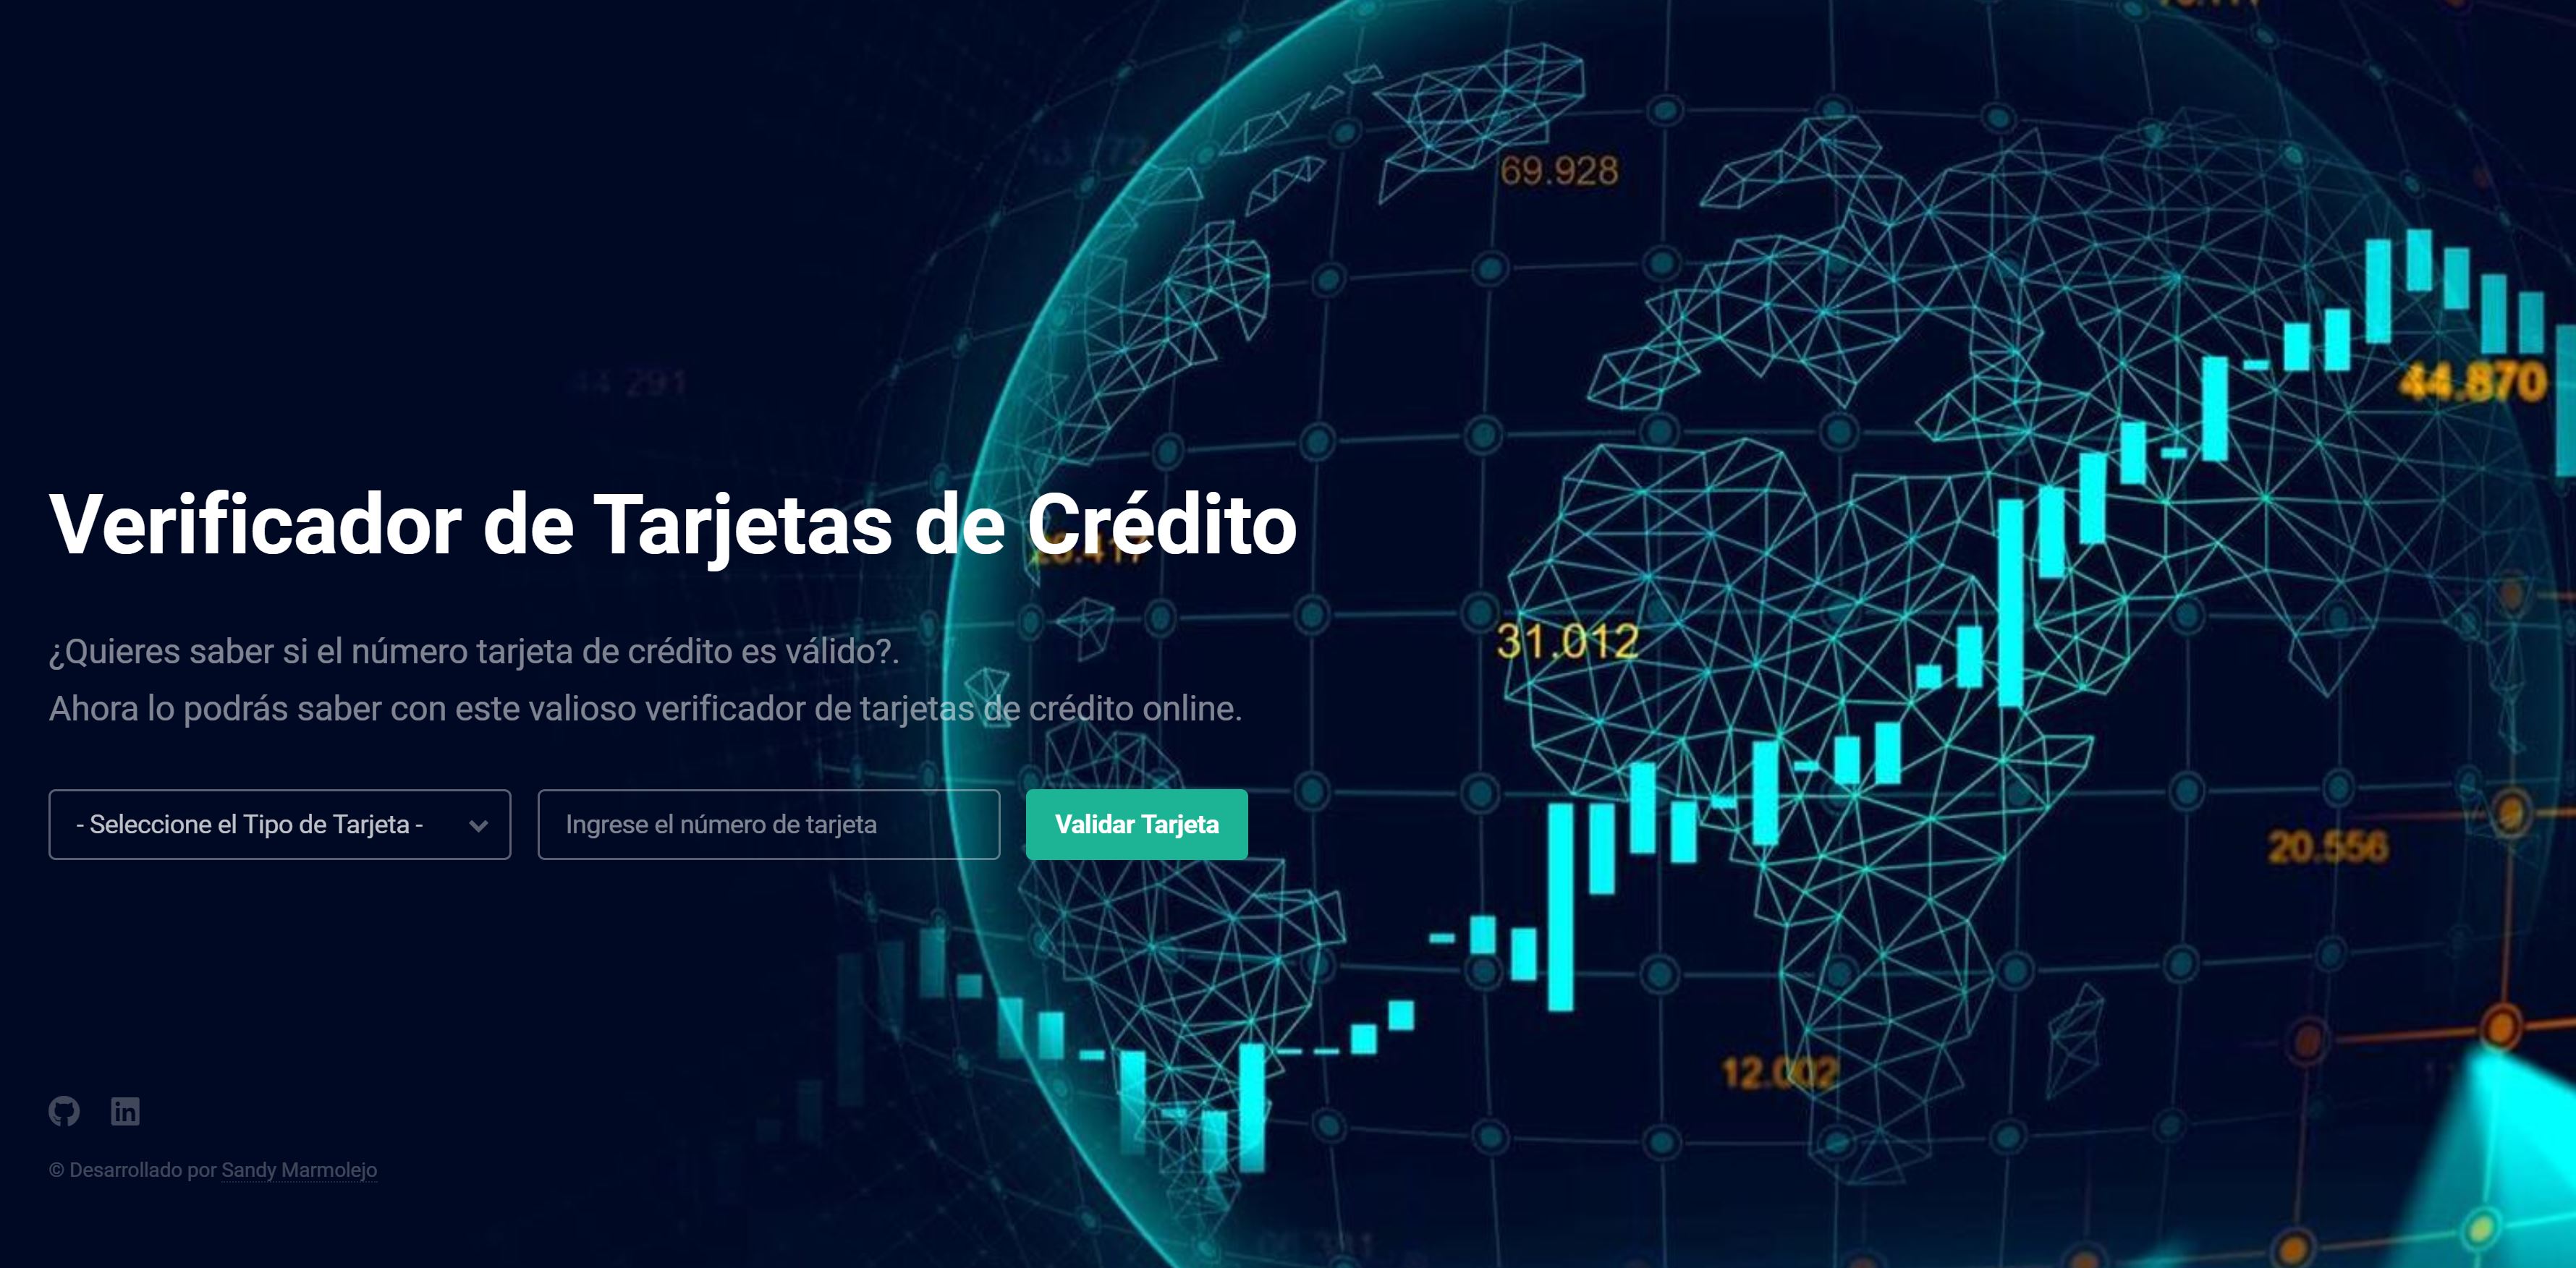 69.928
44.291
44.870
Verificador de Tarjetas de Crédito
31.012
¿Quieres saber si el número tarjeta de crédito es válido?.
Ahora lo podrás saber con este valioso verificador de tarjetas de crédito online.
- Seleccione el Tipo de Tarjeta -
Ingrese el número de tarjeta
Validar Tarjeta
20.556
12.002
in
© Desarrollado por Sandy Marmolejo